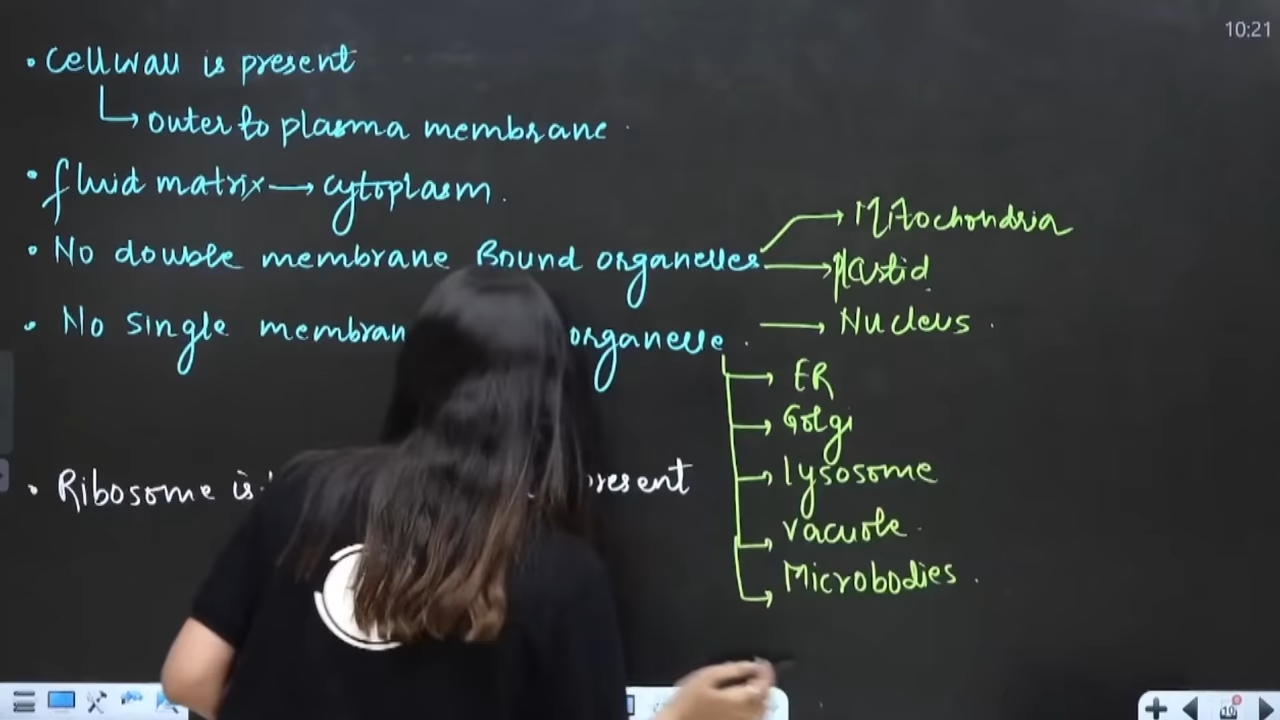 10:21
• Cellwall is present
↳ outer to plasma membrane
• fluid matrix → cytoplasm.
• No double membrane Bound organelles
→ Mitochondria
→ plastid
→ Nucleus.
• No single membran organelle.
→ ER
→ Golgi
→ lysosome
→ vacuole
→ Microbodies.
• Ribosome is present
19